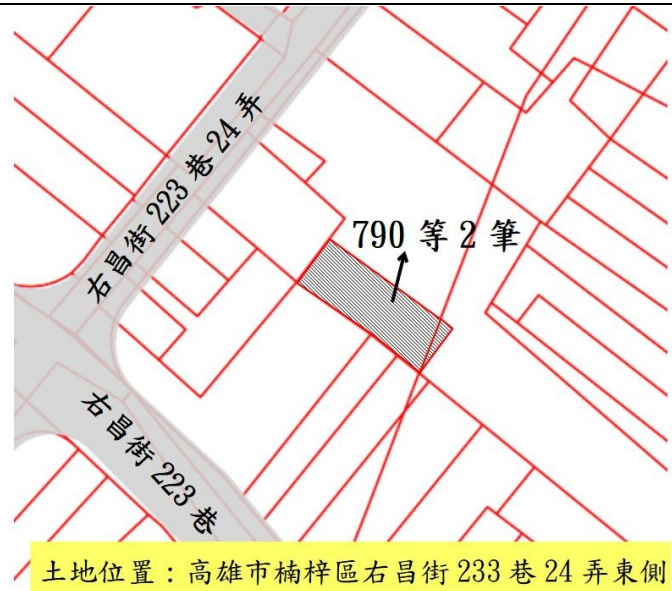 右昌街 223 巷 24 弄
790 等 2 筆
右昌街 223 巷
土地位置：高雄市楠梓區右昌街 233 巷 24 弄東側